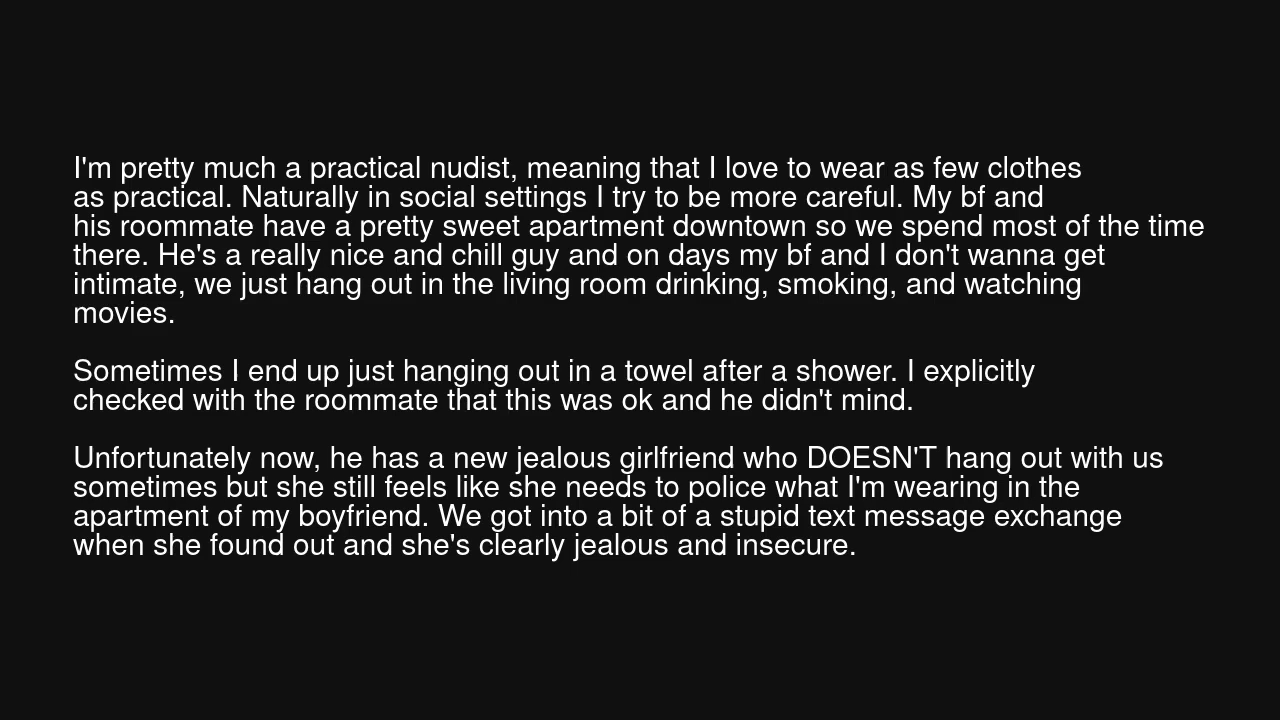 I'm pretty much a practical nudist, meaning that I love to wear as few clothes
as practical. Naturally in social settings I try to be more careful. My bf and
his roommate have a pretty sweet apartment downtown so we spend most of the time
there. He's a really nice and chill guy and on days my bf and I don't wanna get
intimate, we just hang out in the living room drinking, smoking, and watching
movies.
Sometimes I end up just hanging out in a towel after a shower. I explicitly
checked with the roommate that this was ok and he didn't mind.
Unfortunately now, he has a new jealous girlfriend who DOESN'T hang out with us
sometimes but she still feels like she needs to police what I'm wearing in the
apartment of my boyfriend. We got into a bit of a stupid text message exchange
when she found out and she's clearly jealous and insecure.